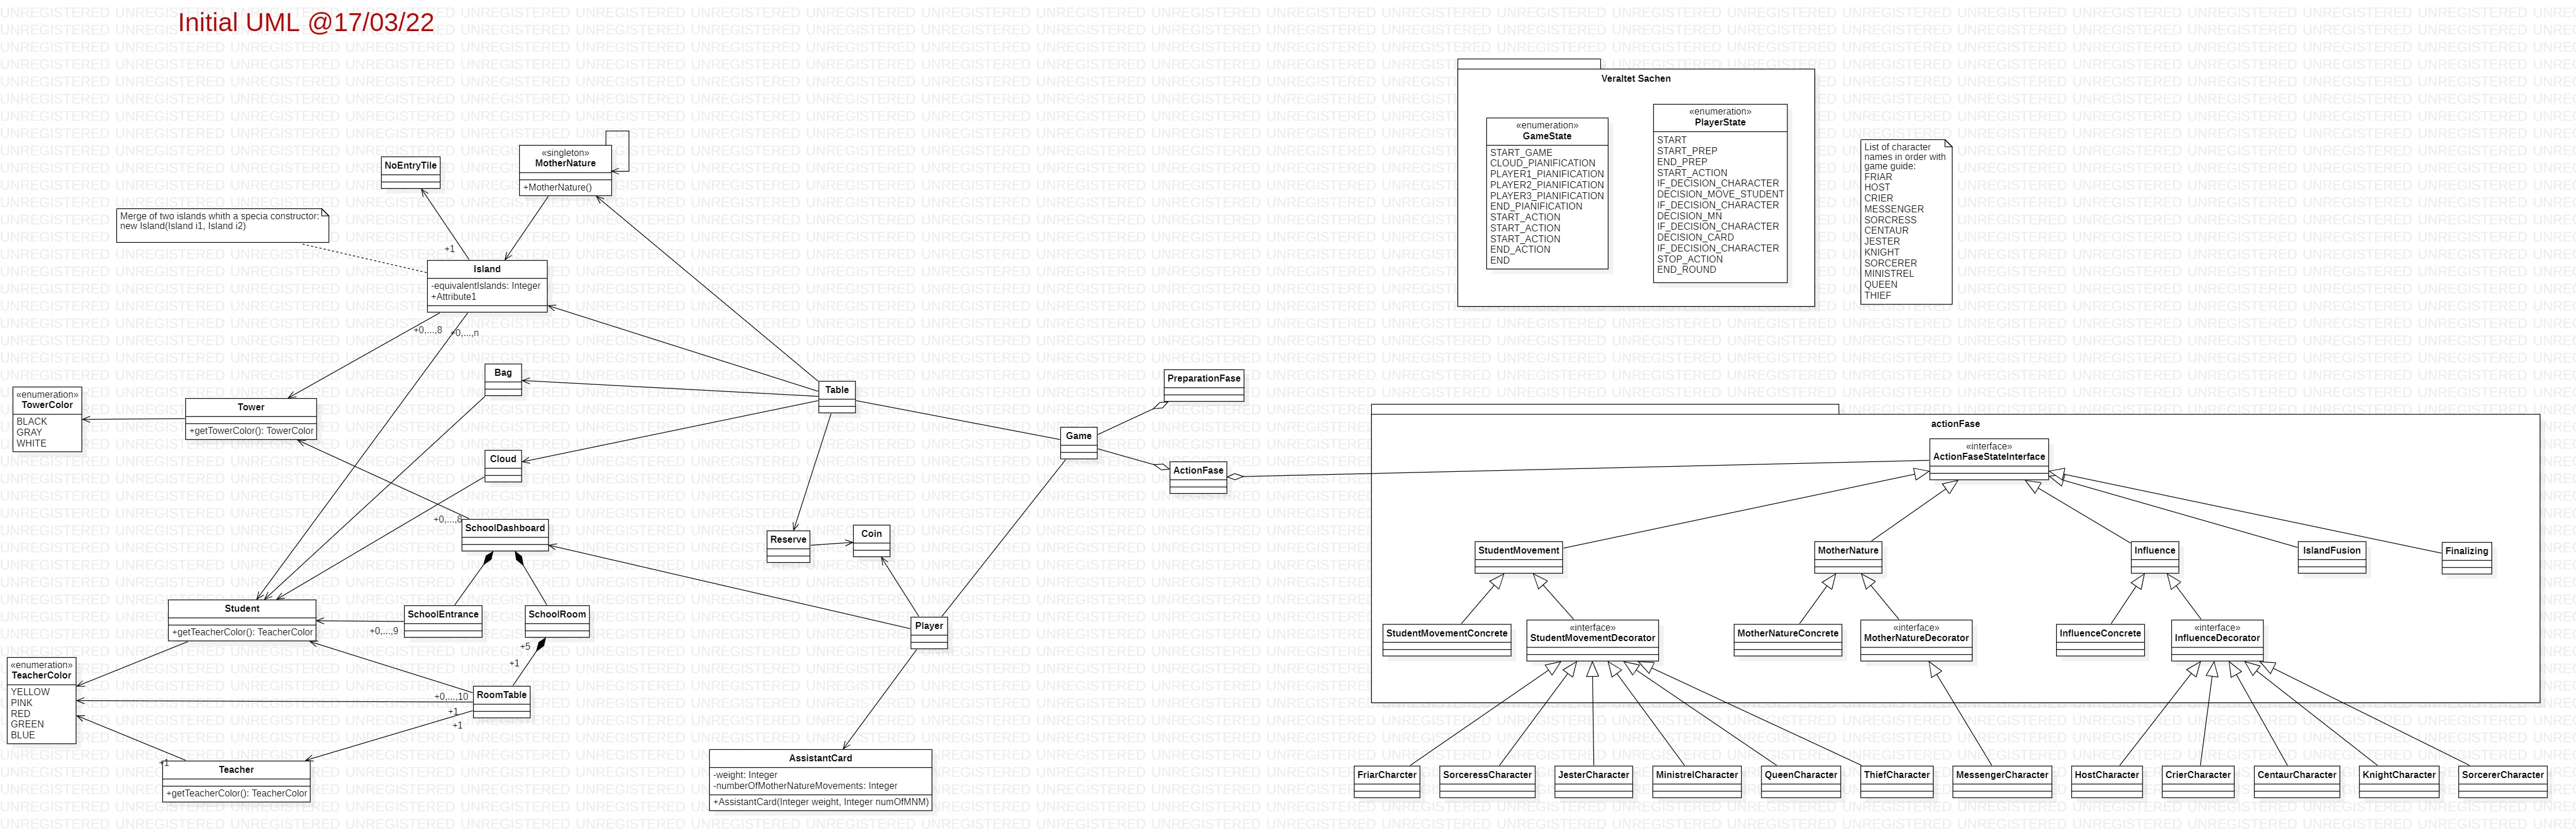 Initial UML @17/03/22
Veraltet Sachen
«enumeration»
GameState
START_GAME
CLOUD_PIANIFICATION
PLAYER1_PIANIFICATION
PLAYER2_PIANIFICATION
PLAYER3_PIANIFICATION
END_PIANIFICATION
START_ACTION
START_ACTION
START_ACTION
END_ACTION
END
«enumeration»
PlayerState
START
START_PREP
END_PREP
START_ACTION
IF_DECISION_CHARACTER
DECISION_MOVE_STUDENT
IF_DECISION_CHARACTER
DECISION_MN
IF_DECISION_CHARACTER
DECISION_CARD
IF_DECISION_CHARACTER
STOP_ACTION
END_ROUND
List of character
names in order with
game guide:
FRIAR
HOST
CRIER
MESSENGER
SORCRESS
CENTAUR
JESTER
KNIGHT
SORCERER
MINISTREL
QUEEN
THIEF
NoEntryTile
«singleton»
MotherNature
+MotherNature()
Merge of two islands whith a specia constructor:
new Island(Island i1, Island i2)
+1
Island
-equivalentIslands: Integer
+Attribute1
+0,...,8
+0,...,n
Bag
Table
«enumeration»
TowerColor
BLACK
GRAY
WHITE
Tower
+getTowerColor(): TowerColor
Cloud
PreparationFase
Game
ActionFase
actionFase
«interface»
ActionFaseStateInterface
+0,...,8
SchoolDashboard
Reserve
Coin
StudentMovement
MotherNature
Influence
IslandFusion
Finalizing
Student
+getTeacherColor(): TeacherColor
SchoolEntrance
+0,...,9
SchoolRoom
+5
+1
Player
StudentMovementConcrete
«interface»
StudentMovementDecorator
MotherNatureConcrete
«interface»
MotherNatureDecorator
InfluenceConcrete
«interface»
InfluenceDecorator
«enumeration»
TeacherColor
YELLOW
PINK
RED
GREEN
BLUE
RoomTable
+0,...,10
+1
+1
+1
Teacher
+getTeacherColor(): TeacherColor
AssistantCard
-weight: Integer
-numberOfMotherNatureMovements: Integer
+AssistantCard(Integer weight, Integer numOfMNM)
FriarCharcter
SorceressCharacter
JesterCharacter
MinistrelCharacter
QueenCharacter
ThiefCharacter
MessengerCharacter
HostCharacter
CrierCharacter
CentaurCharacter
KnightCharacter
SorcererCharacter